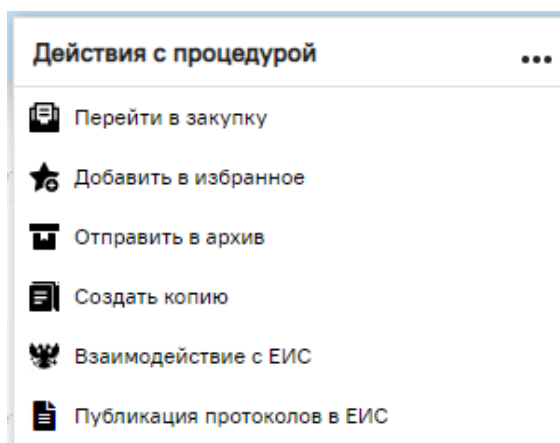 Действия с процедурой
Перейти в закупку
Добавить в избранное
Отправить в архив
Создать копию
Взаимодействие с ЕИС
Публикация протоколов в ЕИС